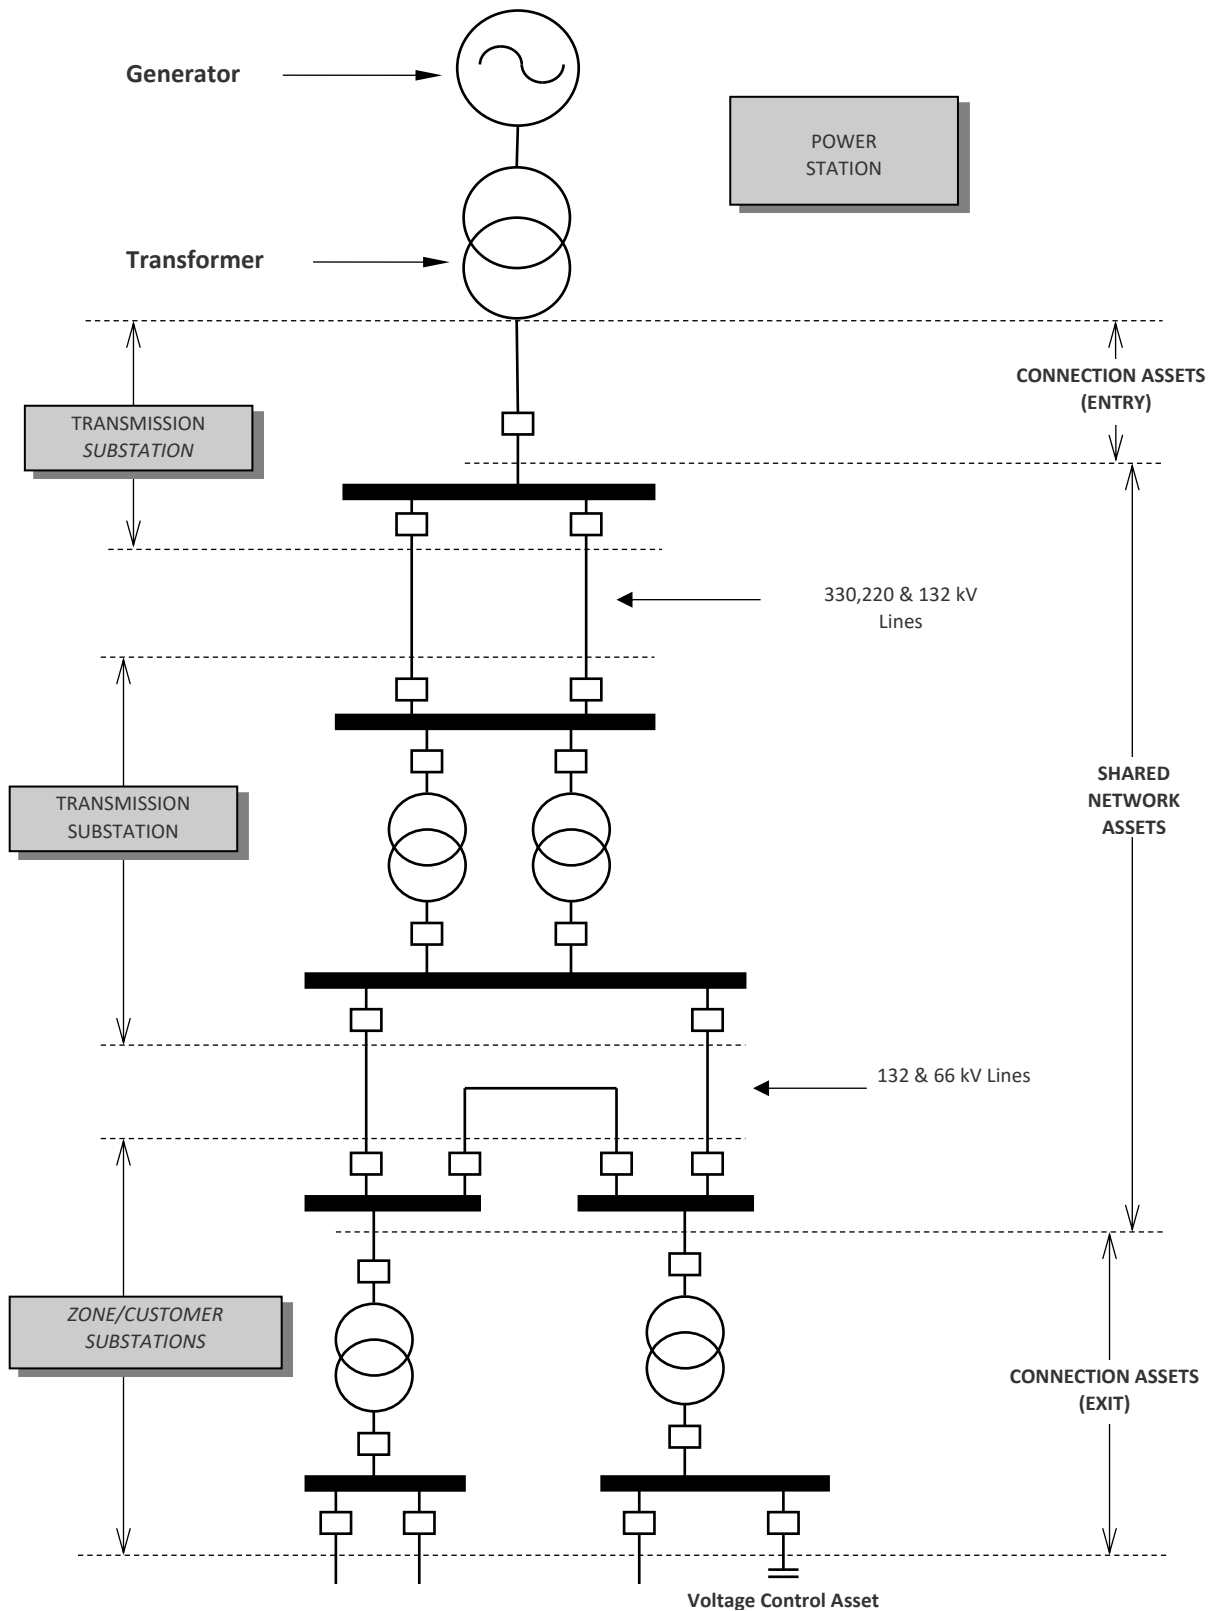 Generator
POWER
STATION
Transformer
CONNECTION ASSETS
(ENTRY)
TRANSMISSION
SUBSTATION
330,220 & 132 kV
Lines
SHARED
NETWORK
ASSETS
TRANSMISSION
SUBSTATION
132 & 66 kV Lines
ZONE/CUSTOMER
SUBSTATIONS
CONNECTION ASSETS
(EXIT)
Voltage Control Asset